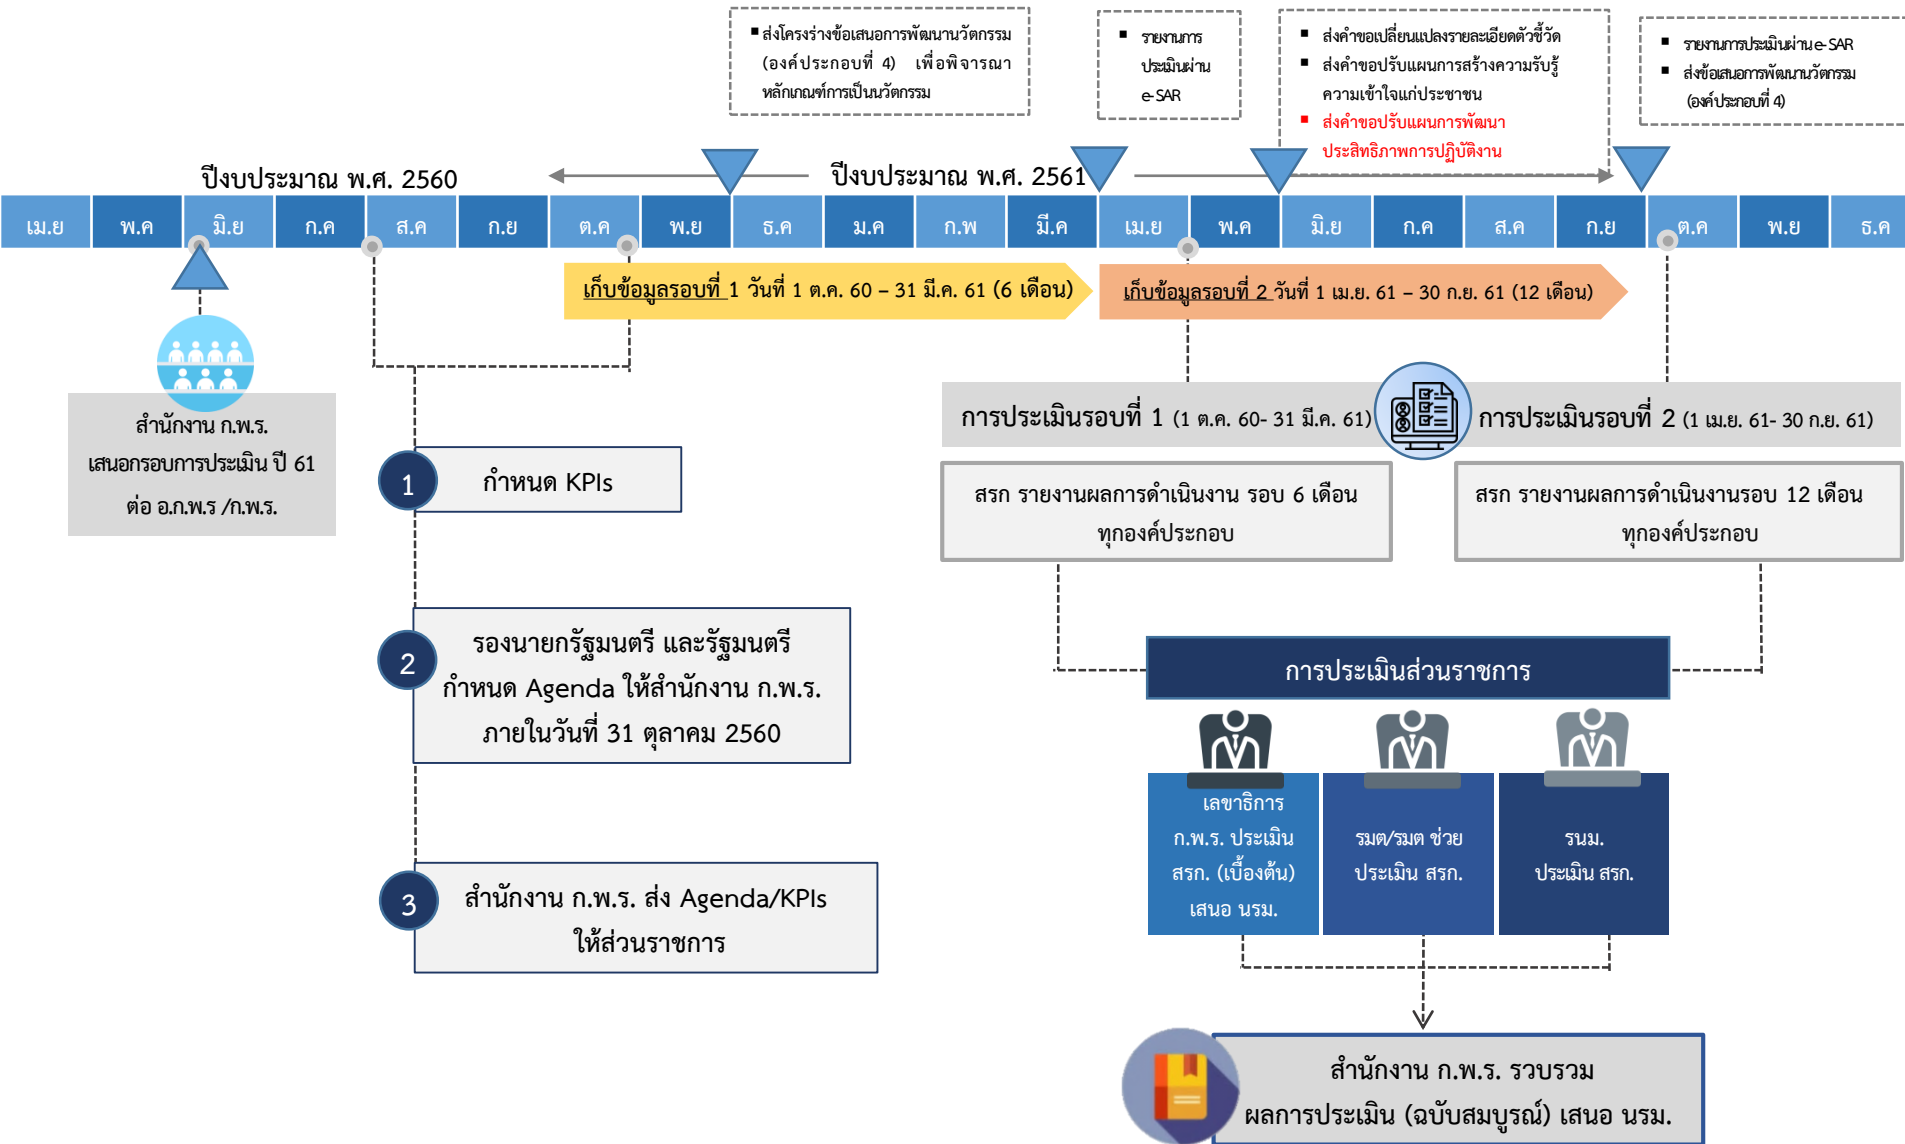 ▪ ส่งโครงร่างข้อเสนอการพัฒนานวัตกรรม
(องค์ประกอบที่ 4) เพื่อพิจารณา
หลักเกณฑ์การเป็นนวัตกรรม
▪ รายงานการ
ประเมินผ่าน
e-SAR
▪ ส่งคำขอเปลี่ยนแปลงรายละเอียดตัวชี้วัด
▪ ส่งคำขอปรับแผนการสร้างความรับรู้
ความเข้าใจแก่ประชาชน
▪ ส่งคำขอปรับแผนการพัฒนา
ประสิทธิภาพการปฏิบัติงาน
▪ รายงานการประเมินผ่าน e-SAR
▪ ส่งข้อเสนอการพัฒนานวัตกรรม
(องค์ประกอบที่ 4)
ปีงบประมาณ พ.ศ. 2560
ปีงบประมาณ พ.ศ. 2561
เม.ย พ.ค มิ.ย ก.ค ส.ค ก.ย ต.ค พ.ย ธ.ค ม.ค ก.พ มี.ค เม.ย พ.ค มิ.ย ก.ค ส.ค ก.ย ต.ค พ.ย ธ.ค
เก็บข้อมูลรอบที่ 1 วันที่ 1 ต.ค. 60 – 31 มี.ค. 61 (6 เดือน)
เก็บข้อมูลรอบที่ 2 วันที่ 1 เม.ย. 61 – 30 ก.ย. 61 (12 เดือน)
สำนักงาน ก.พ.ร.
เสนอกรอบการประเมิน ปี 61
ต่อ อ.ก.พ.ร /ก.พ.ร.
1
กำหนด KPIs
2
รองนายกรัฐมนตรี และรัฐมนตรี
กำหนด Agenda ให้สำนักงาน ก.พ.ร.
ภายในวันที่ 31 ตุลาคม 2560
3
สำนักงาน ก.พ.ร. ส่ง Agenda/KPIs
ให้ส่วนราชการ
การประเมินรอบที่ 1 (1 ต.ค. 60- 31 มี.ค. 61)
การประเมินรอบที่ 2 (1 เม.ย. 61- 30 ก.ย. 61)
สรก รายงานผลการดำเนินงาน รอบ 6 เดือน
ทุกองค์ประกอบ
สรก รายงานผลการดำเนินงานรอบ 12 เดือน
ทุกองค์ประกอบ
การประเมินส่วนราชการ
เลขาธิการ
ก.พ.ร. ประเมิน
สรก. (เบื้องต้น)
เสนอ นรม.
รมต/รมต ช่วย
ประเมิน สรก.
รนม.
ประเมิน สรก.
สำนักงาน ก.พ.ร. รวบรวม
ผลการประเมิน (ฉบับสมบูรณ์) เสนอ นรม.